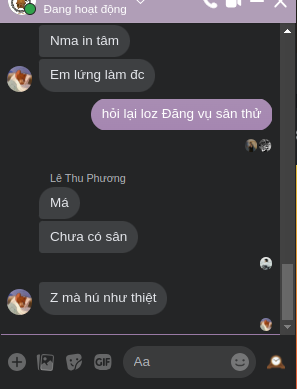 Đang hoạt động
Nma in tâm
Em lứng làm đc
hỏi lại loz Đăng vụ sân thử
Lê Thu Phương
Má
Chưa có sân
Z mà hú như thiệt
GIF
Aa